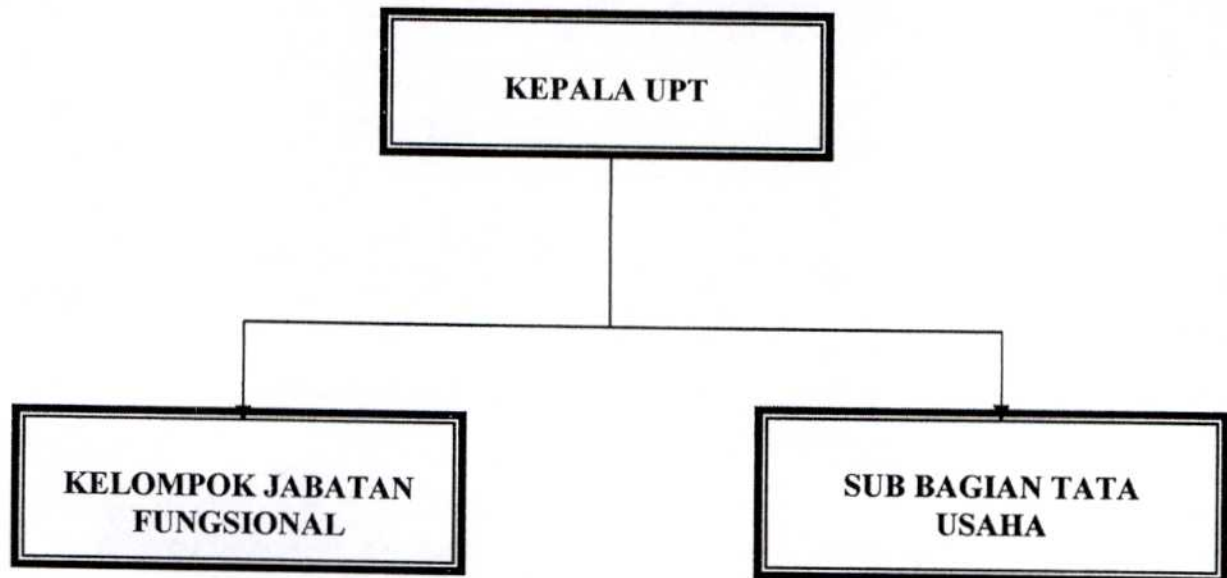 KEPALA UPT
KELOMPOK JABATAN
FUNGSIONAL
SUB BAGIAN TATA
USAHA